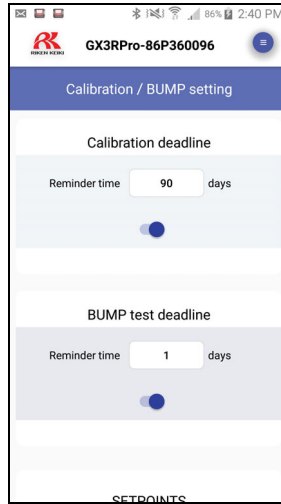 86% 2:40 PM
RIKEN KEIKI
GX3RPro-86P360096
Calibration / BUMP setting
Calibration deadline
Reminder time 90 days
BUMP test deadline
Reminder time 1 days
SETPOINTS